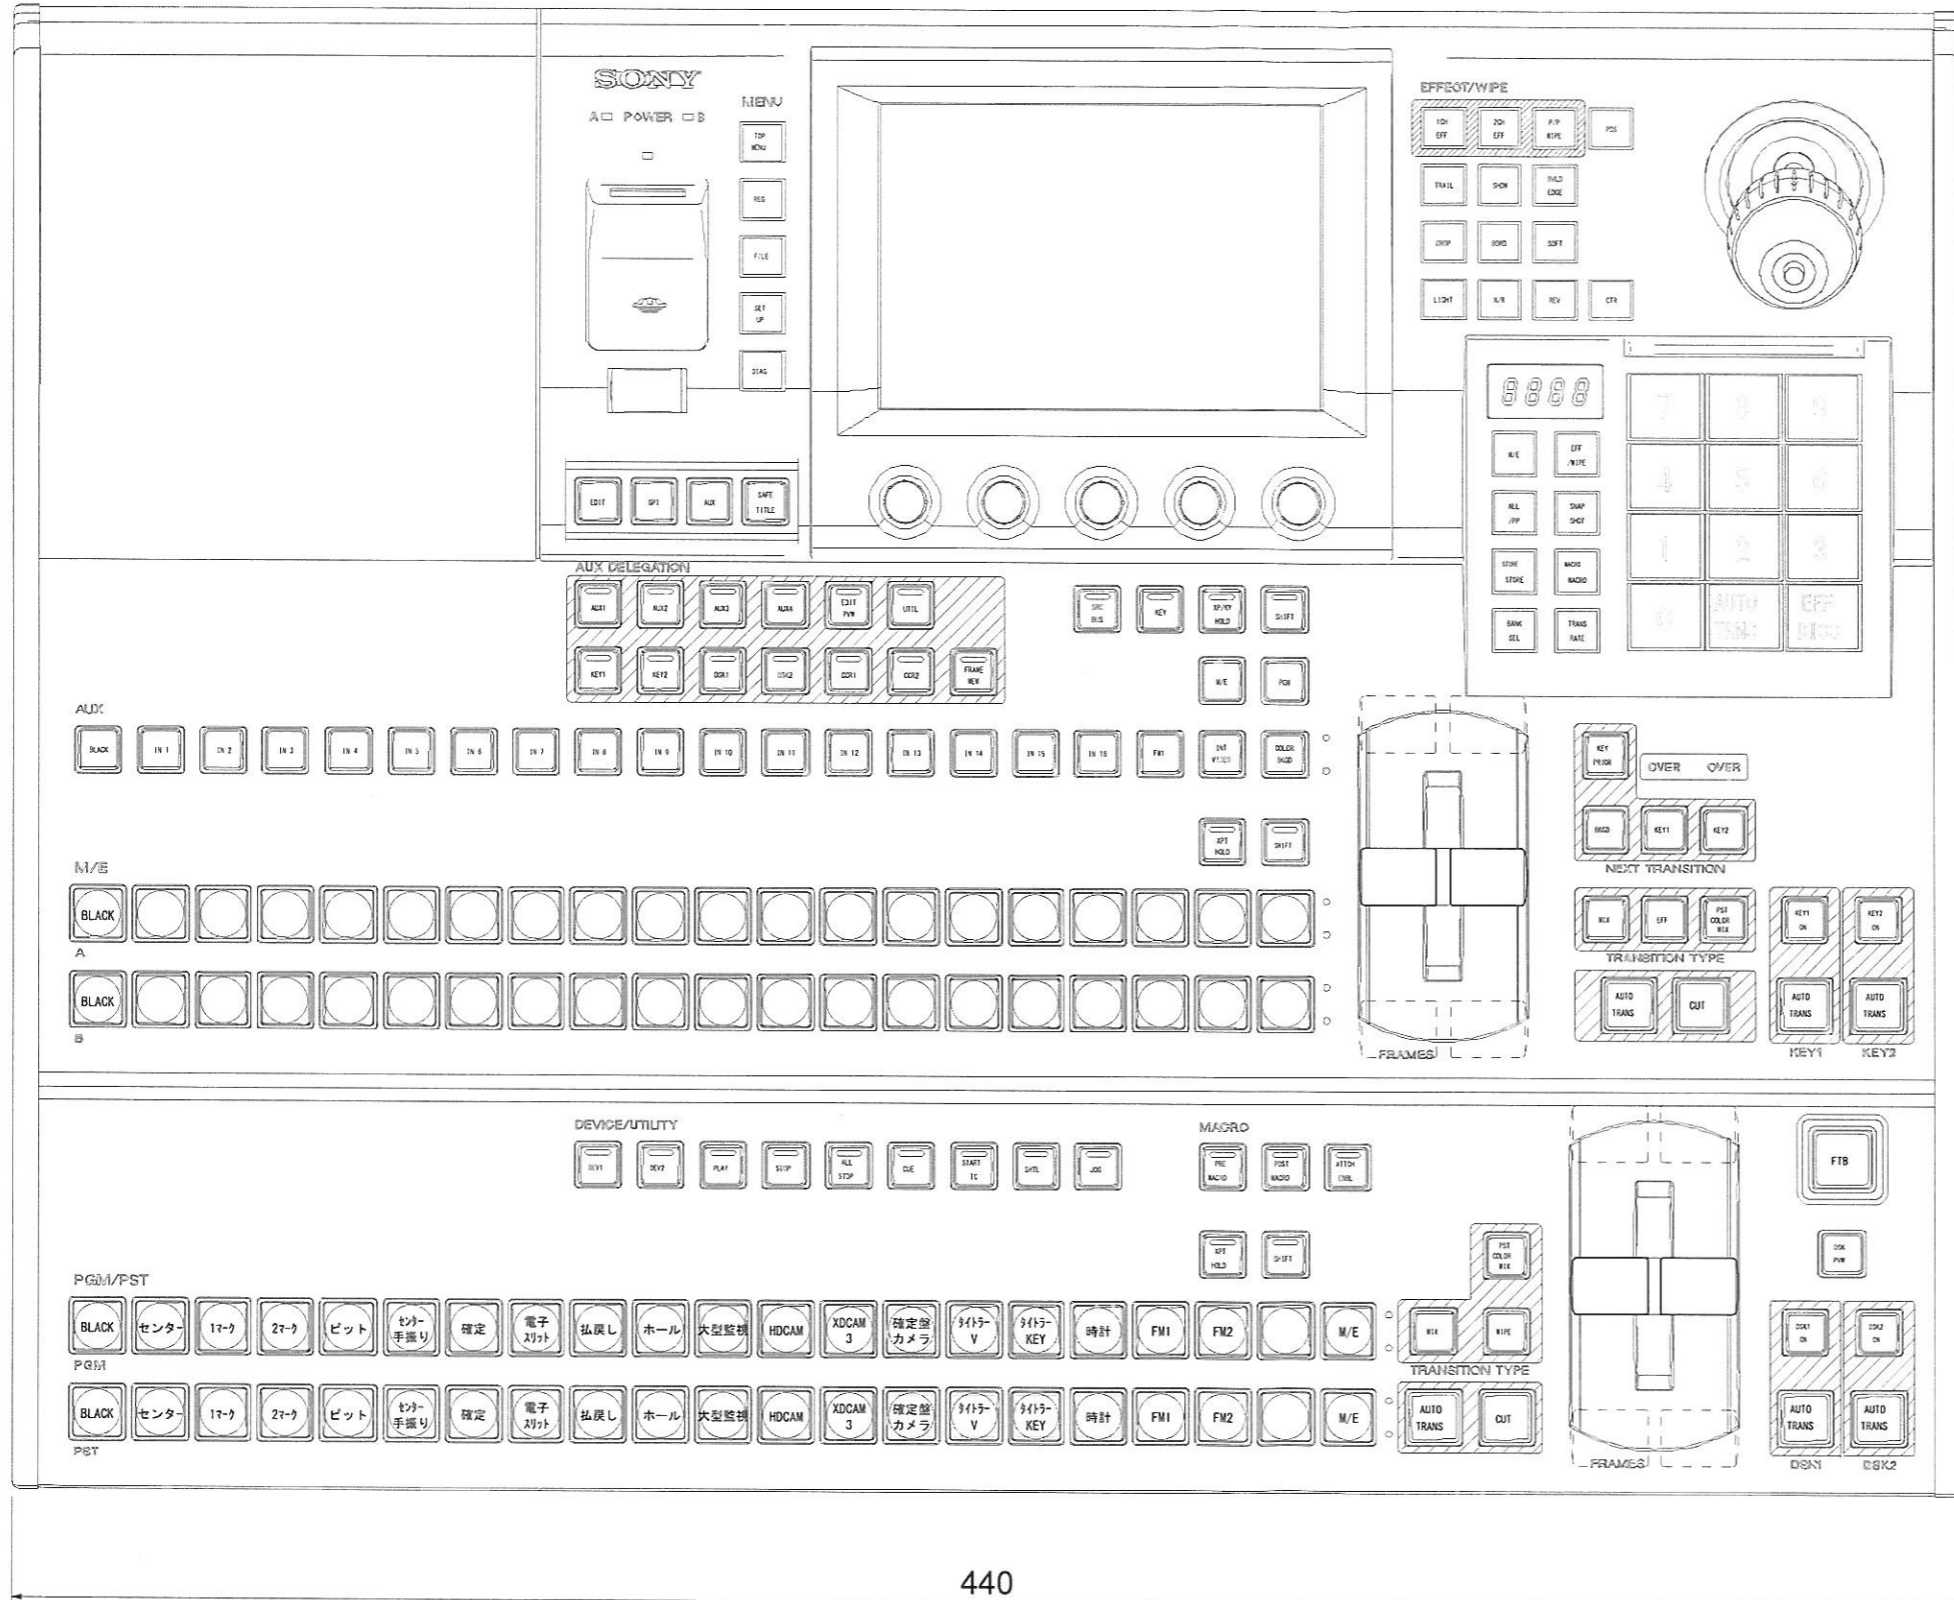 SONY
A POWER B
MENU
TOP
MENU
REG
FILE
SET
UP
DIAG
EDIT
GPI
AUX
SAFE
TITLE
EFFECT/WIPE
1CH
EFF
2CH
EFF
P/P
WIPE
POS
TRAIL
SHDW
EDGE
CROP
BORD
SOFT
LIGHT
N/R
REV
CTR
8888
M/E
EFF
/WIPE
ALL
/PP
SNAP
SHOT
STORE
STORE
MACRO
MACRO
BANK
SEL
TRANS
RATE
7
8
9
4
5
6
1
2
3
0
AUTO
TRNS
EFF
DISS
AUX DELEGATION
AUX1
AUX2
AUX3
AUX4
EDIT
PVW
UTIL
KEY1
KEY2
DSK1
DSK2
CCR1
CCR2
FRAME
MEM
SRC
BUS
KEY
XP/KY
HOLD
SHIFT
M/E
PGM
AUX
BLACK
IN 1
IN 2
IN 3
IN 4
IN 5
IN 6
IN 7
IN 8
IN 9
IN 10
IN 11
IN 12
IN 13
IN 14
IN 15
IN 16
FM1
INT
VIDEO
COLOR
BKGD
KEY
PRIOR
OVER OVER
BKGD
KEY1
KEY2
NEXT TRANSITION
XPT
HOLD
SHIFT
M/E
BLACK
A
BLACK
B
FRAMES
MIX
EFF
PST
COLOR
MIX
TRANSITION TYPE
AUTO
TRANS
CUT
KEY1
ON
AUTO
TRANS
KEY1
KEY2
ON
AUTO
TRANS
KEY2
DEVICE/UTILITY
DEV1
DEV2
PLAY
STOP
ALL
STOP
CUE
START
TC
SHTL
JOG
MACRO
PRE
MACRO
POST
MACRO
ATTCH
ENBL
XPT
HOLD
SHIFT
PST
COLOR
MIX
FTB
DSK
PVW
PGM/PST
BLACK
センター
1マーク
2マーク
ピット
センター
手振り
確定
電子
スリット
払戻し
ホール
大型監視
HDCAM
XDCAM
3
確定盤
カメラ
タイトラー
V
タイトラー
KEY
時計
FM1
FM2
M/E
PGM
MIX
WIPE
TRANSITION TYPE
BLACK
センター
1マーク
2マーク
ピット
センター
手振り
確定
電子
スリット
払戻し
ホール
大型監視
HDCAM
XDCAM
3
確定盤
カメラ
タイトラー
V
タイトラー
KEY
時計
FM1
FM2
M/E
PST
AUTO
TRANS
CUT
FRAMES
DSK1
ON
AUTO
TRANS
DSK1
DSK2
ON
AUTO
TRANS
DSK2
440